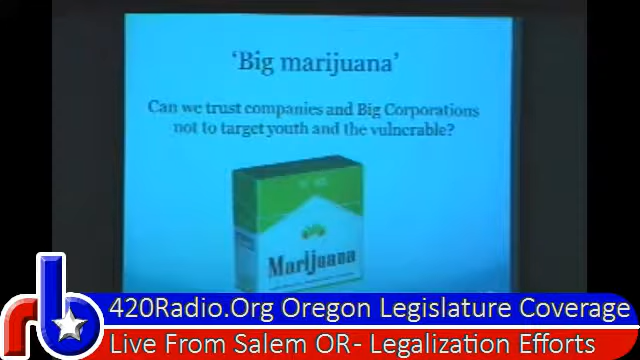 'Big marijuana'
Can we trust companies and Big Corporations
not to target youth and the vulnerable?
Marijuana
420Radio.Org Oregon Legislature Coverage
Live From Salem OR- Legalization Efforts